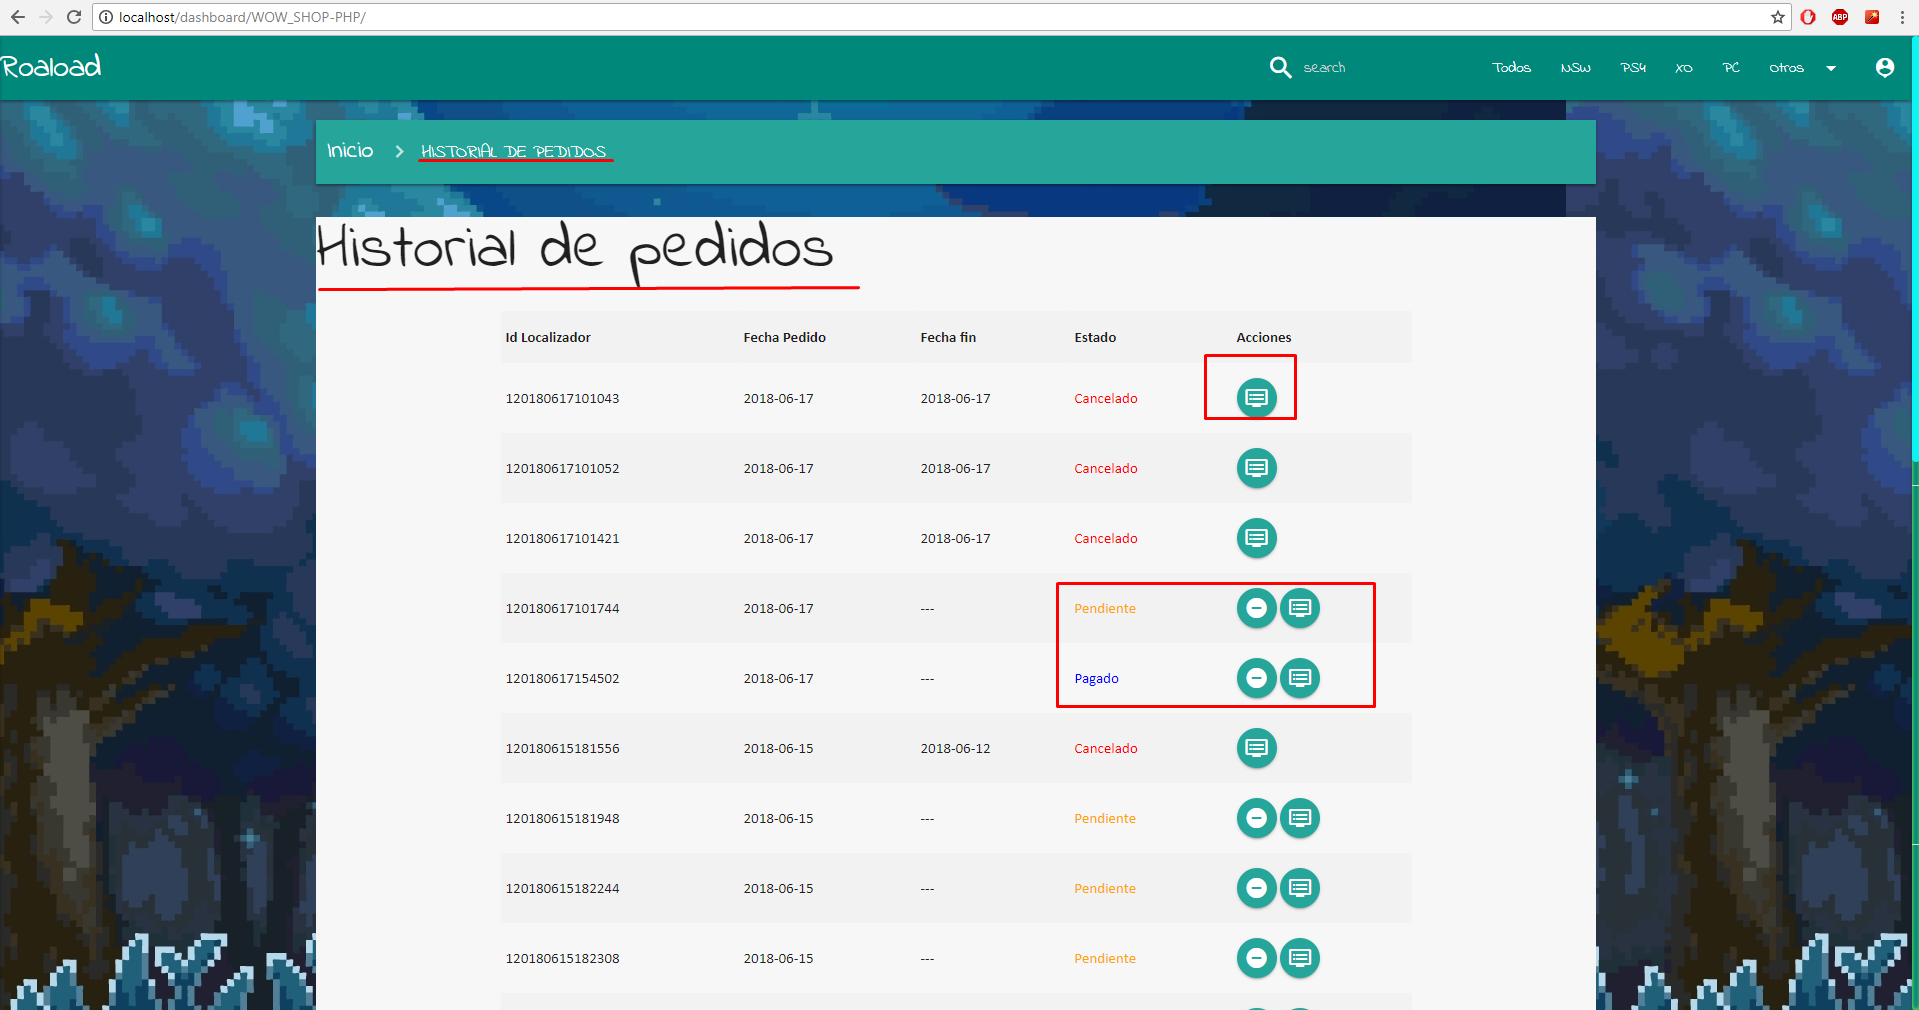 localhost/dashboard/WOW_SHOP-PHP/
ABP
Roaload
search
Todos NSW PS4 XO PC Otros
Inicio > HISTORIAL DE PEDIDOS
Historial de pedidos
Id Localizador Fecha Pedido Fecha fin Estado Acciones
120180617101043 2018-06-17 2018-06-17 Cancelado
120180617101052 2018-06-17 2018-06-17 Cancelado
120180617101421 2018-06-17 2018-06-17 Cancelado
120180617101744 2018-06-17 --- Pendiente
120180617154502 2018-06-17 --- Pagado
120180615181556 2018-06-15 2018-06-12 Cancelado
120180615181948 2018-06-15 --- Pendiente
120180615182244 2018-06-15 --- Pendiente
120180615182308 2018-06-15 --- Pendiente